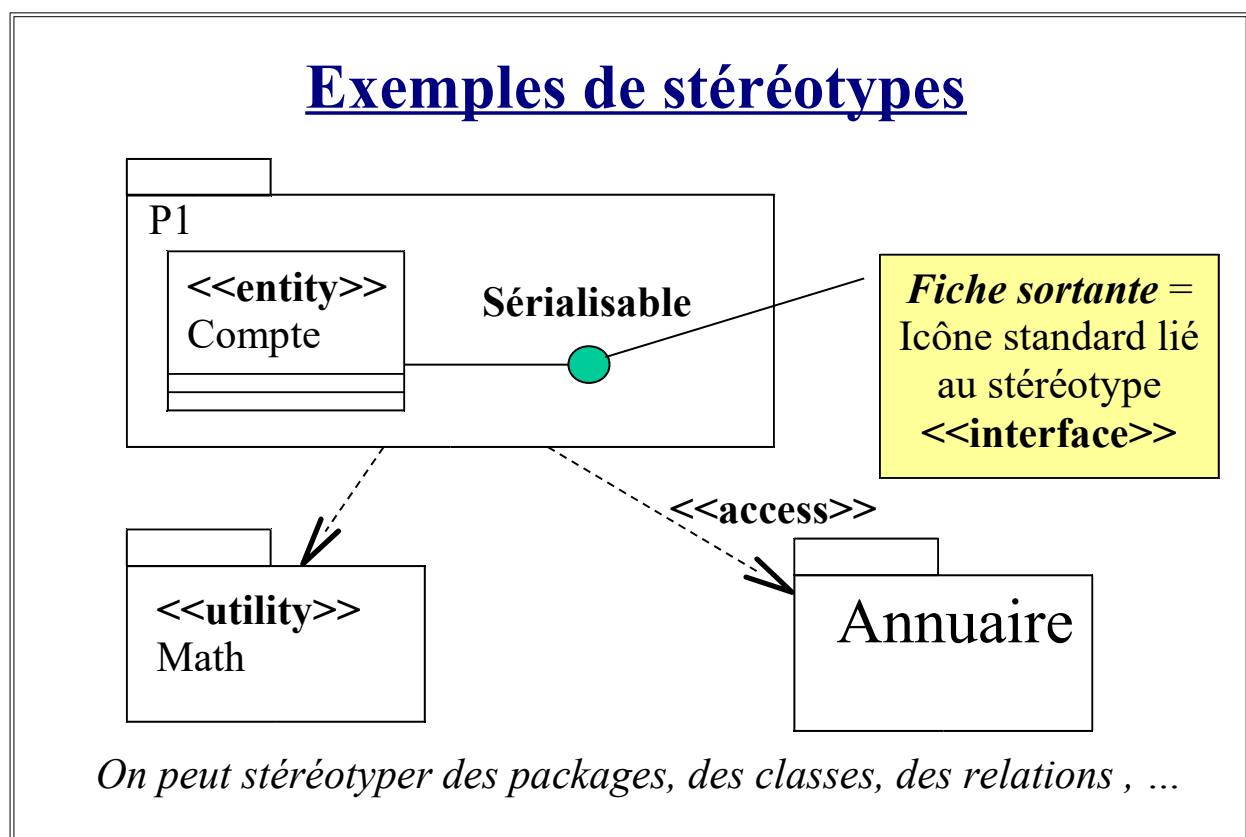 Exemples de stéréotypes
P1
<<entity>>
Compte
Sérialisable
Fiche sortante =
Icône standard lié
au stéréotype
<<interface>>
<<access>>
<<utility>>
Math
Annuaire
On peut stéréotyper des packages, des classes, des relations , ...